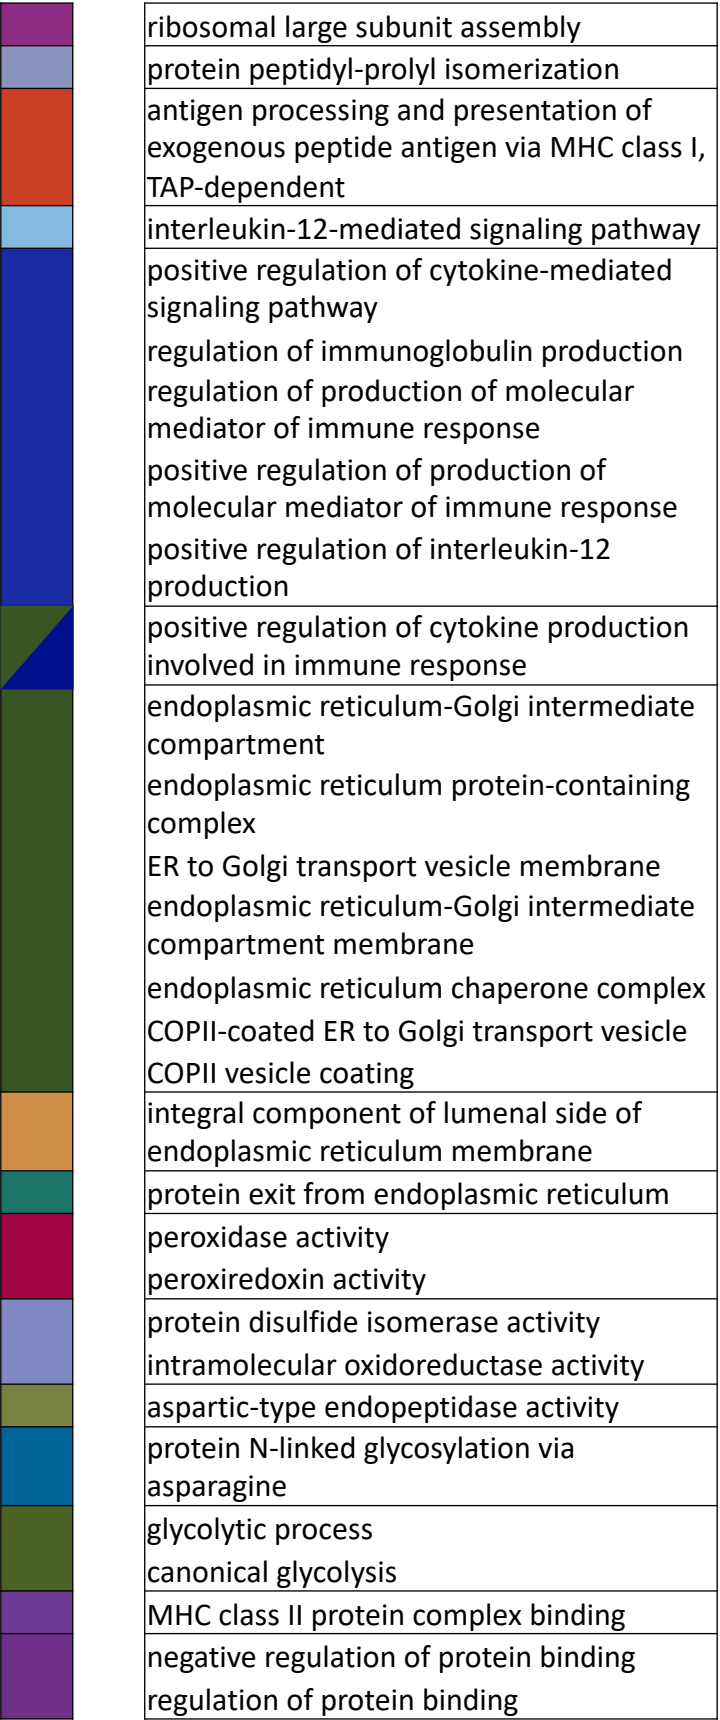 ribosomal large subunit assembly
protein peptidyl-prolyl isomerization
antigen processing and presentation of
exogenous peptide antigen via MHC class I,
TAP-dependent
interleukin-12-mediated signaling pathway
positive regulation of cytokine-mediated
signaling pathway
regulation of immunoglobulin production
regulation of production of molecular
mediator of immune response
positive regulation of production of
molecular mediator of immune response
positive regulation of interleukin-12
production
positive regulation of cytokine production
involved in immune response
endoplasmic reticulum-Golgi intermediate
compartment
endoplasmic reticulum protein-containing
complex
ER to Golgi transport vesicle membrane
endoplasmic reticulum-Golgi intermediate
compartment membrane
endoplasmic reticulum chaperone complex
COPII-coated ER to Golgi transport vesicle
COPII vesicle coating
integral component of lumenal side of
endoplasmic reticulum membrane
protein exit from endoplasmic reticulum
peroxidase activity
peroxiredoxin activity
protein disulfide isomerase activity
intramolecular oxidoreductase activity
aspartic-type endopeptidase activity
protein N-linked glycosylation via
asparagine
glycolytic process
canonical glycolysis
MHC class II protein complex binding
negative regulation of protein binding
regulation of protein binding